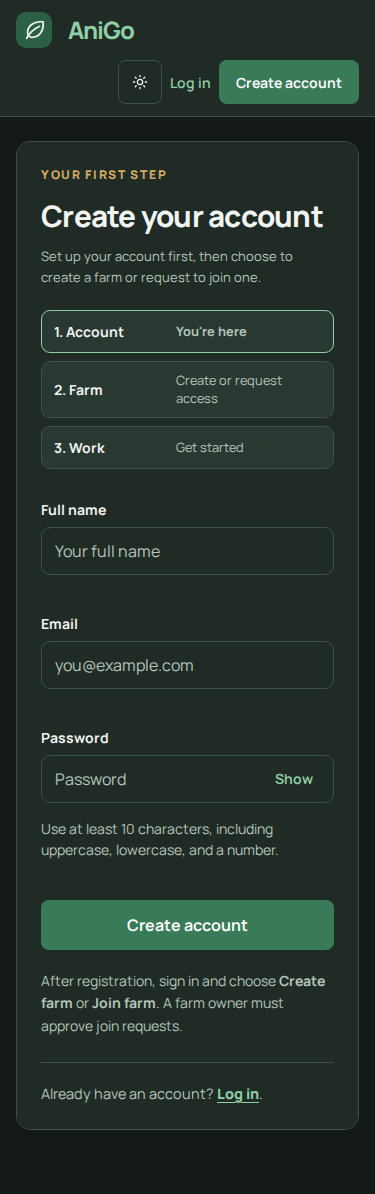 AniGo
Log in
Create account
YOUR FIRST STEP
Create your account
Set up your account first, then choose to
create a farm or request to join one.
1. Account
You're here
2. Farm
Create or request
access
3. Work
Get started
Full name
Your full name
Email
you@example.com
Password
Password
Show
Use at least 10 characters, including
uppercase, lowercase, and a number.
Create account
After registration, sign in and choose Create
farm or Join farm. A farm owner must
approve join requests.
Already have an account? Log in.